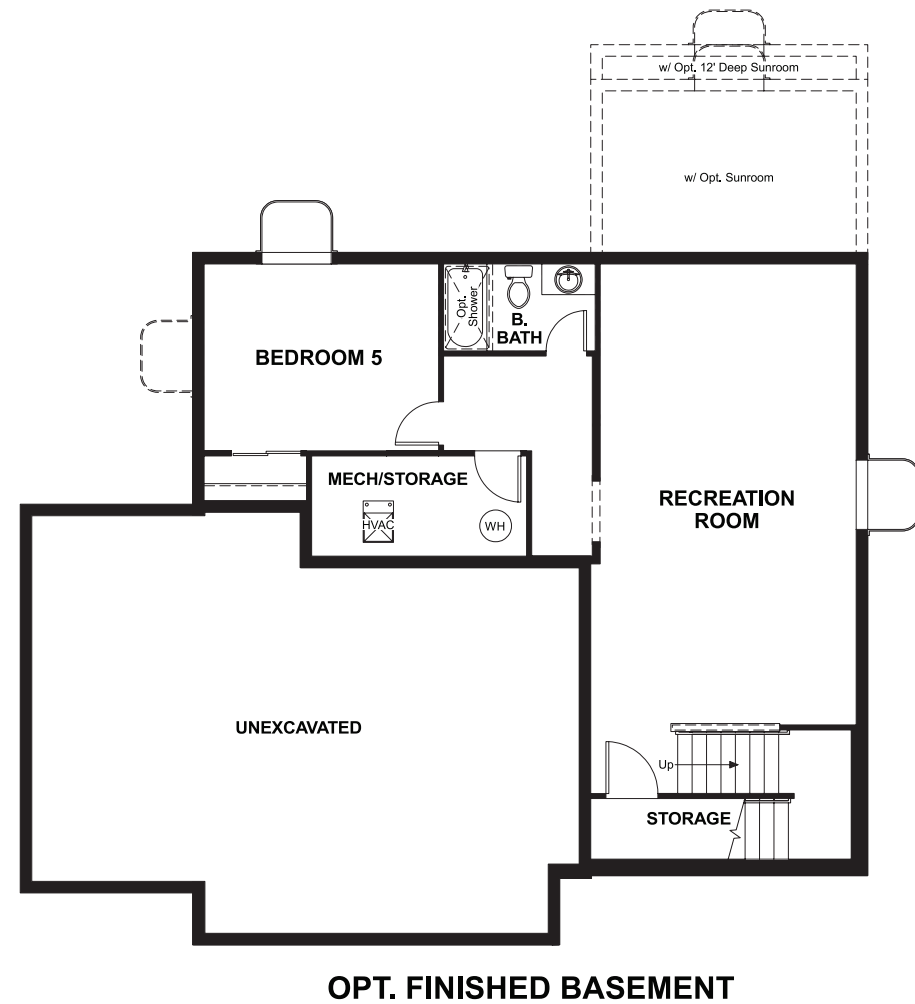 w/ Opt. 12' Deep Sunroom
w/ Opt. Sunroom
Opt.
Shower
B.
BATH
BEDROOM 5
MECH/STORAGE
HVAC
WH
RECREATION
ROOM
UNEXCAVATED
Up
STORAGE
OPT. FINISHED BASEMENT